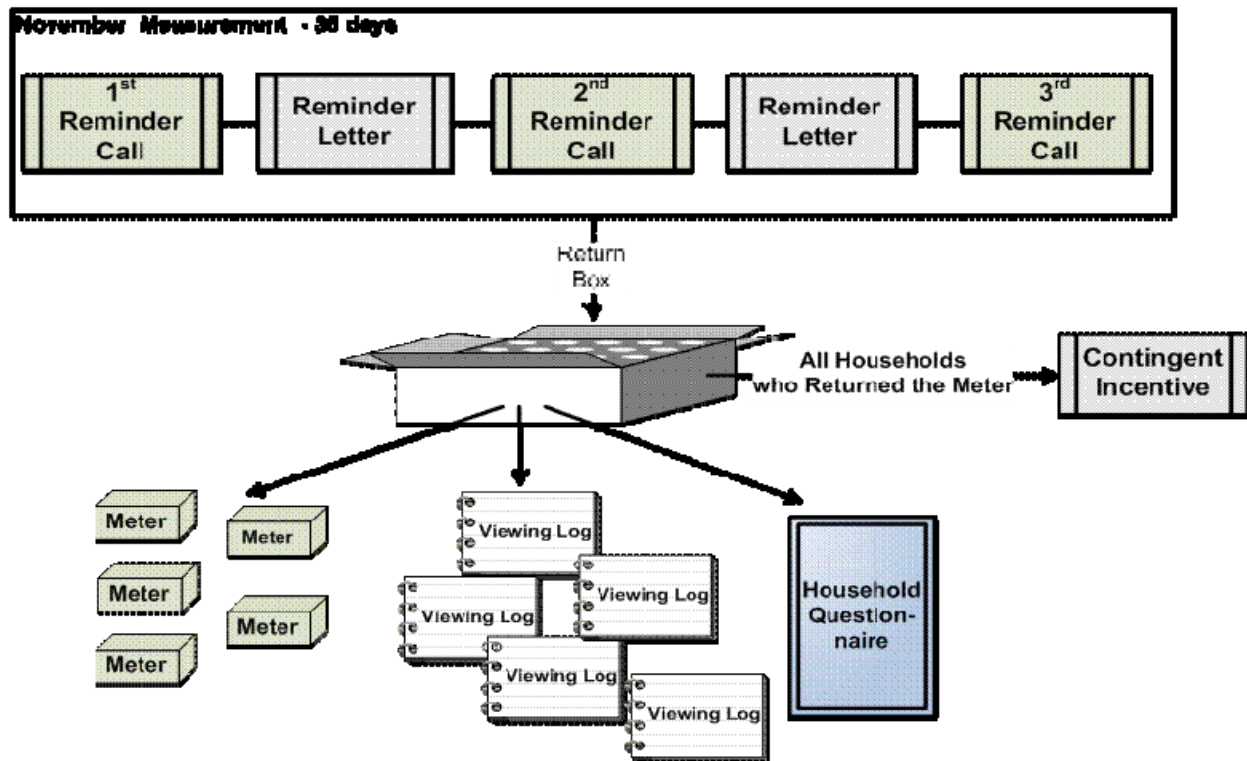 November Measurement - 36 days
1st
Reminder
Call
Reminder
Letter
2nd
Reminder
Call
Reminder
Letter
3rd
Reminder
Call
Return
Box
All Households
who Returned the Meter
Contingent
Incentive
Meter
Meter
Meter
Meter
Meter
Viewing Log
Viewing Log
Viewing Log
Viewing Log
Viewing Log
Household
Question-
naire